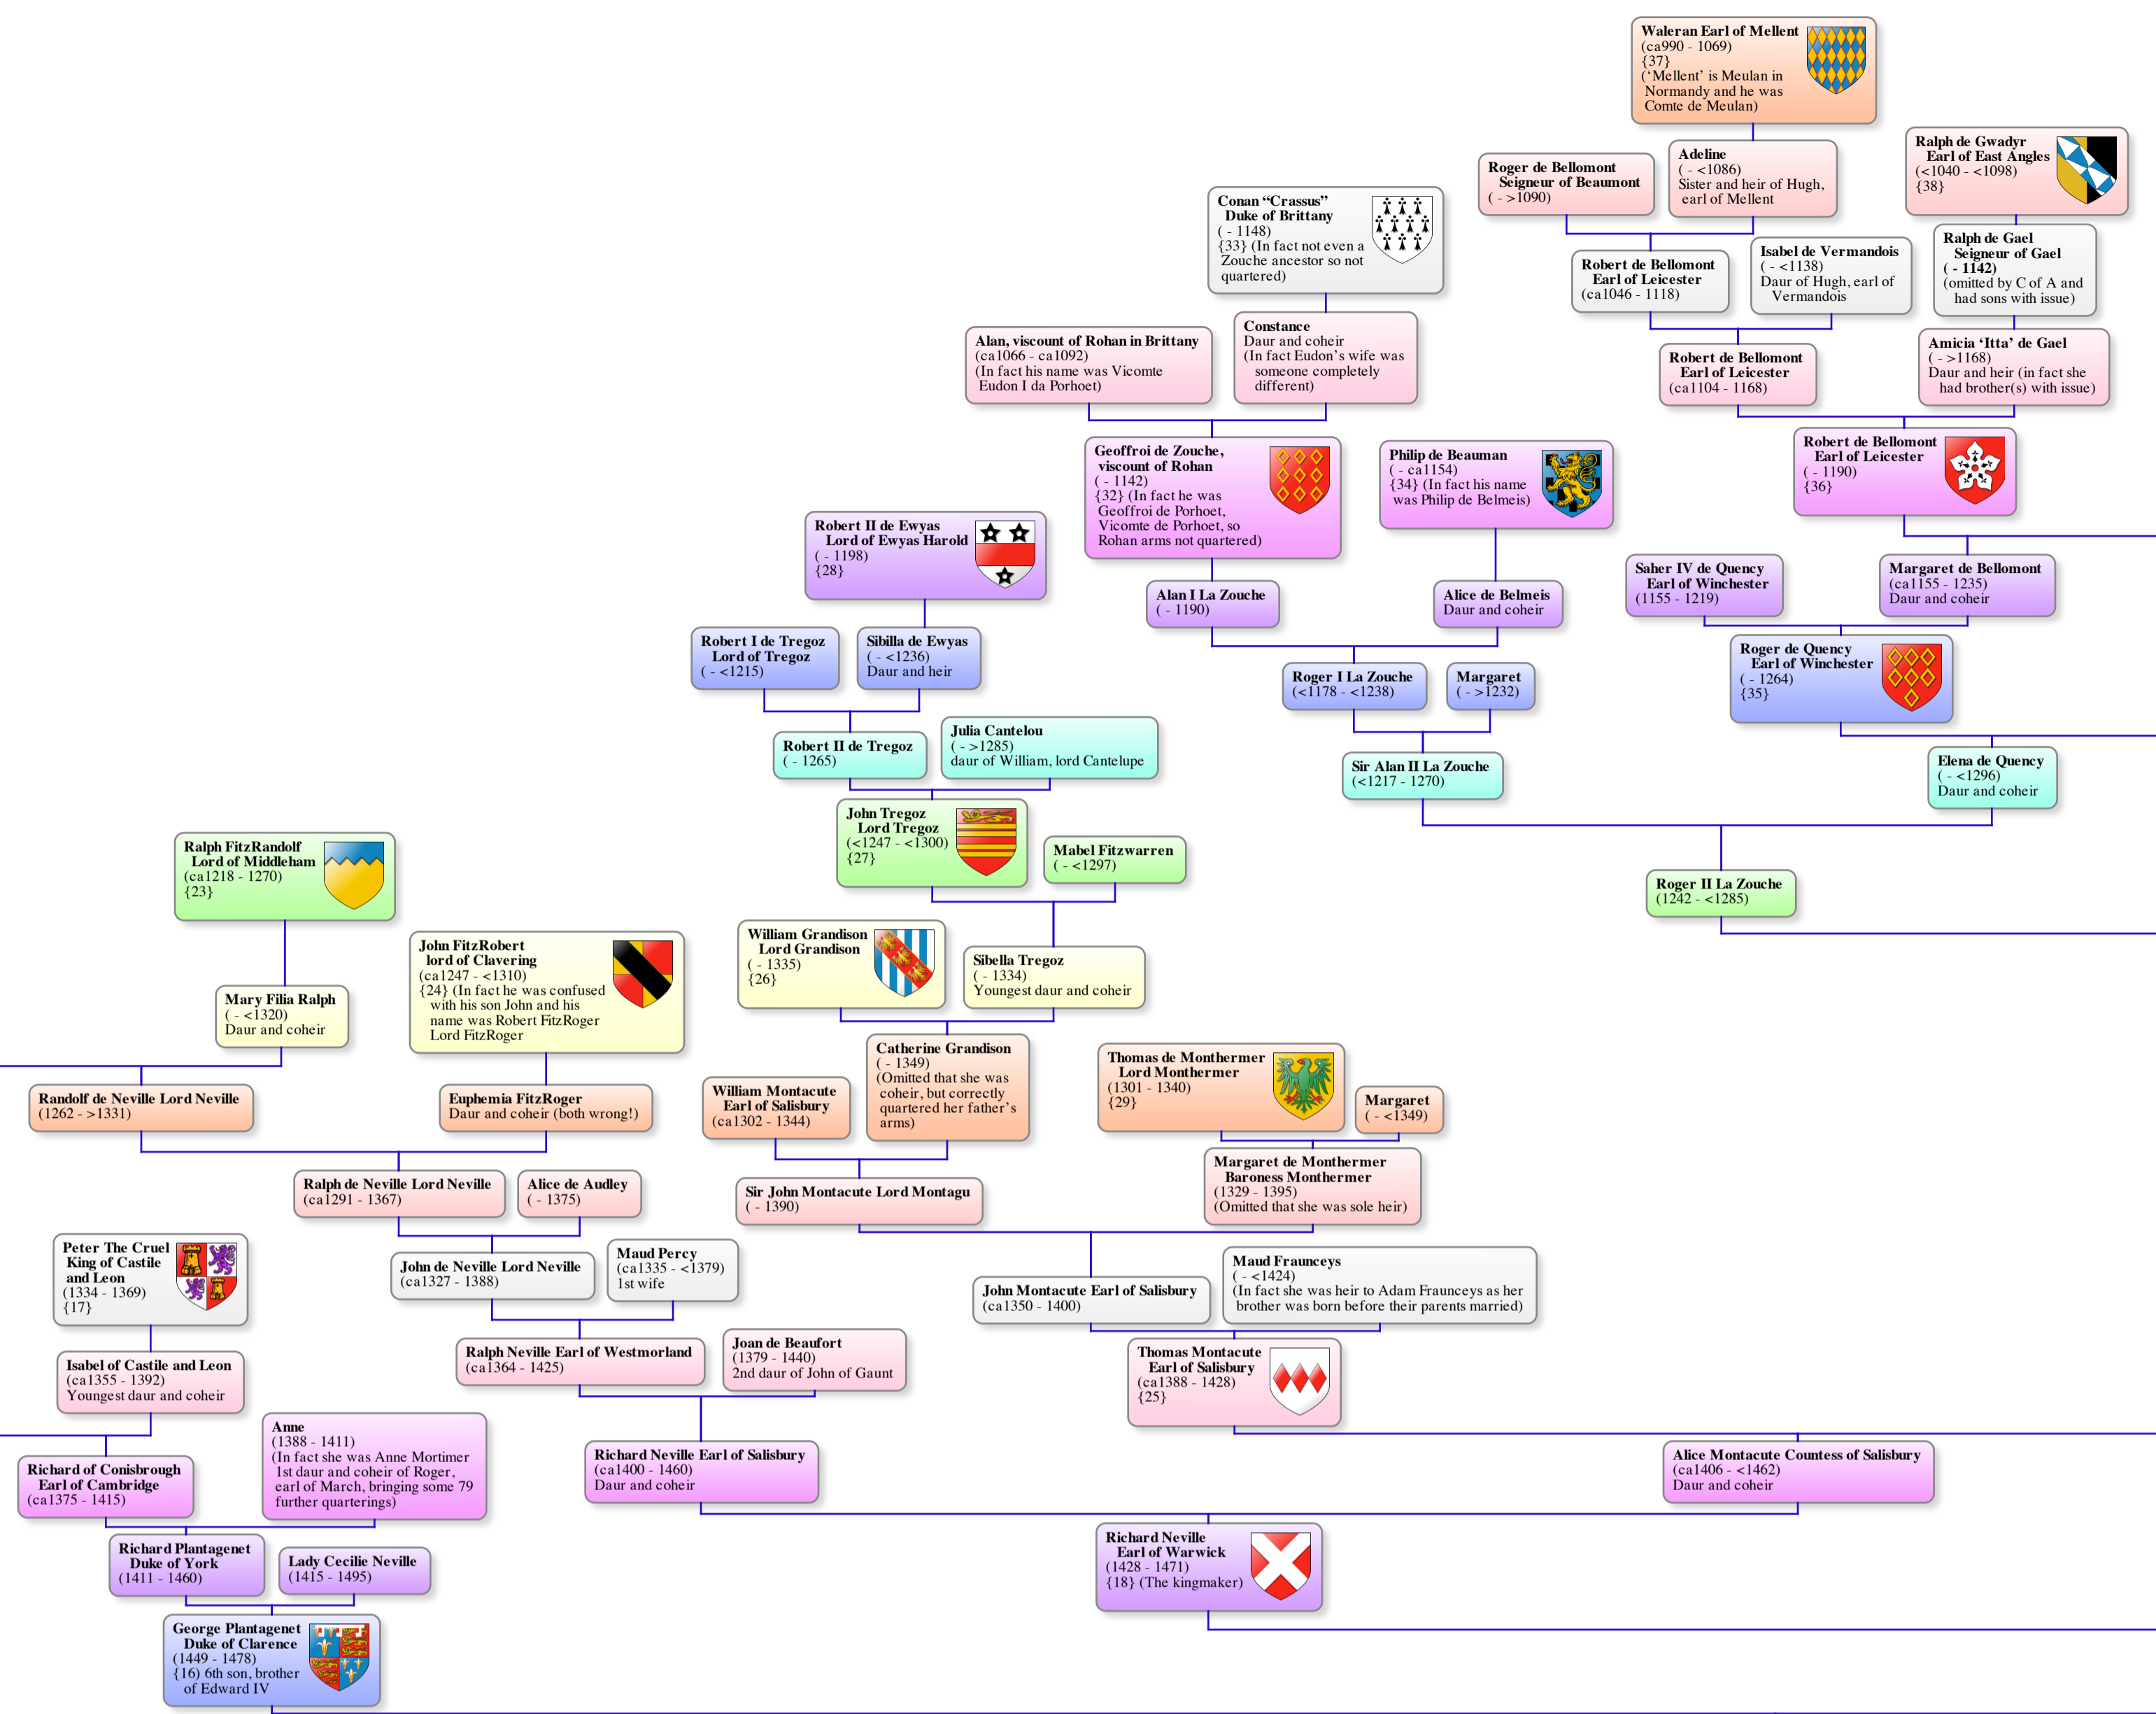 Waleran Earl of Mellent
(ca990 - 1069)
{37}
(‘Mellent’ is Meulan in
Normandy and he was
Comte de Meulan)
Roger de Bellomont
Seigneur of Beaumont
( - >1090)
Adeline
( - <1086)
Sister and heir of Hugh,
earl of Mellent
Ralph de Gwadyr
Earl of East Angles
(<1040 - <1098)
{38}
Conan “Crassus”
Duke of Brittany
( - 1148)
{33} (In fact not even a
Zouche ancestor so not
quartered)
Robert de Bellomont
Earl of Leicester
(ca1046 - 1118)
Isabel de Vermandois
( - <1138)
Daur of Hugh, earl of
Vermandois
Ralph de Gael
Seigneur of Gael
( - 1142)
(omitted by C of A and
had sons with issue)
Alan, viscount of Rohan in Brittany
(ca1066 - ca1092)
(In fact his name was Vicomte
Eudon I da Porhoet)
Constance
Daur and coheir
(In fact Eudon’s wife was
someone completely
different)
Robert de Bellomont
Earl of Leicester
(ca1104 - 1168)
Amicia ‘Itta’ de Gael
( - >1168)
Daur and heir (in fact she
had brother(s) with issue)
Geoffroi de Zouche,
viscount of Rohan
( - 1142)
{32} (In fact he was
Geoffroi de Porhoet,
Vicomte de Porhoet, so
Rohan arms not quartered)
Philip de Beauman
( - ca1154)
{34} (In fact his name
was Philip de Belmeis)
Robert de Bellomont
Earl of Leicester
( - 1190)
{36}
Robert II de Ewyas
Lord of Ewyas Harold
( - 1198)
{28}
Alan I La Zouche
( - 1190)
Alice de Belmeis
Daur and coheir
Saher IV de Quency
Earl of Winchester
(1155 - 1219)
Margaret de Bellomont
(ca1155 - 1235)
Daur and coheir
Robert I de Tregoz
Lord of Tregoz
( - <1215)
Sibilla de Ewyas
( - <1236)
Daur and heir
Roger I La Zouche
(<1178 - <1238)
Margaret
( - >1232)
Roger de Quency
Earl of Winchester
( - 1264)
{35}
Robert II de Tregoz
( - 1265)
Julia Cantelou
( - >1285)
daur of William, lord Cantelupe
Sir Alan II La Zouche
(<1217 - 1270)
Elena de Quency
( - <1296)
Daur and coheir
John Tregoz
Lord Tregoz
(<1247 - <1300)
{27}
Mabel Fitzwarren
( - <1297)
Ralph FitzRandolf
Lord of Middleham
(ca1218 - 1270)
{23}
Roger II La Zouche
(1242 - <1285)
John FitzRobert
lord of Clavering
(ca1247 - <1310)
{24} (In fact he was confused
with his son John and his
name was Robert FitzRoger
Lord FitzRoger
William Grandison
Lord Grandison
( - 1335)
{26}
Sibella Tregoz
( - 1334)
Youngest daur and coheir
Mary Filia Ralph
( - <1320)
Daur and coheir
Catherine Grandison
( - 1349)
(Omitted that she was
coheir, but correctly
quartered her father’s
arms)
Thomas de Monthermer
Lord Monthermer
(1301 - 1340)
{29}
Margaret
( - <1349)
Randolf de Neville Lord Neville
(1262 - >1331)
Euphemia FitzRoger
Daur and coheir (both wrong!)
William Montacute
Earl of Salisbury
(ca1302 - 1344)
Margaret de Monthermer
Baroness Monthermer
(1329 - 1395)
(Omitted that she was sole heir)
Ralph de Neville Lord Neville
(ca1291 - 1367)
Alice de Audley
( - 1375)
Sir John Montacute Lord Montagu
( - 1390)
Peter The Cruel
King of Castile
and Leon
(1334 - 1369)
{17}
John de Neville Lord Neville
(ca1327 - 1388)
Maud Percy
(ca1335 - <1379)
1st wife
John Montacute Earl of Salisbury
(ca1350 - 1400)
Maud Fraunceys
( - <1424)
(In fact she was heir to Adam Fraunceys as her
brother was born before their parents married)
Isabel of Castile and Leon
(ca1355 - 1392)
Youngest daur and coheir
Ralph Neville Earl of Westmorland
(ca1364 - 1425)
Joan de Beaufort
(1379 - 1440)
2nd daur of John of Gaunt
Thomas Montacute
Earl of Salisbury
(ca1388 - 1428)
{25}
Richard of Conisbrough
Earl of Cambridge
(ca1375 - 1415)
Anne
(1388 - 1411)
(In fact she was Anne Mortimer
1st daur and coheir of Roger,
earl of March, bringing some 79
further quarterings)
Richard Neville Earl of Salisbury
(ca1400 - 1460)
Daur and coheir
Alice Montacute Countess of Salisbury
(ca1406 - <1462)
Daur and coheir
Richard Plantagenet
Duke of York
(1411 - 1460)
Lady Cecilie Neville
(1415 - 1495)
Richard Neville
Earl of Warwick
(1428 - 1471)
{18} (The kingmaker)
George Plantagenet
Duke of Clarence
(1449 - 1478)
{16) 6th son, brother
of Edward IV